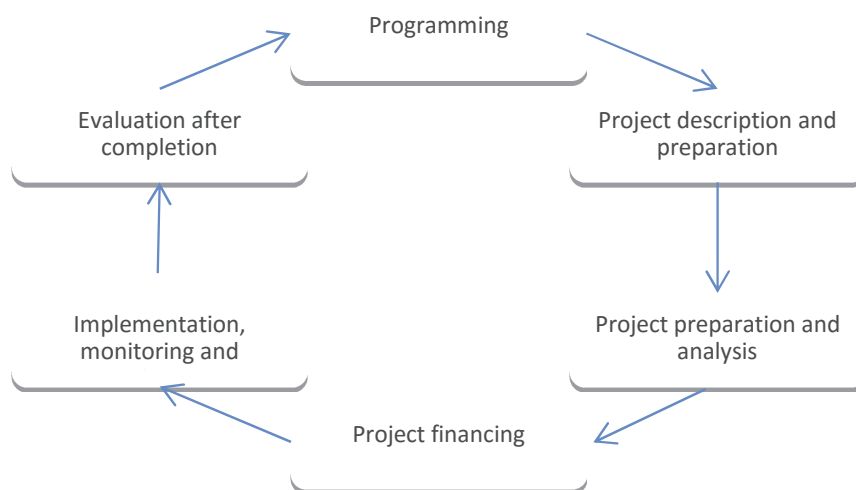 Programming
Project description and
preparation
Project preparation and
analysis
Project financing
Implementation,
monitoring and
Evaluation after
completion